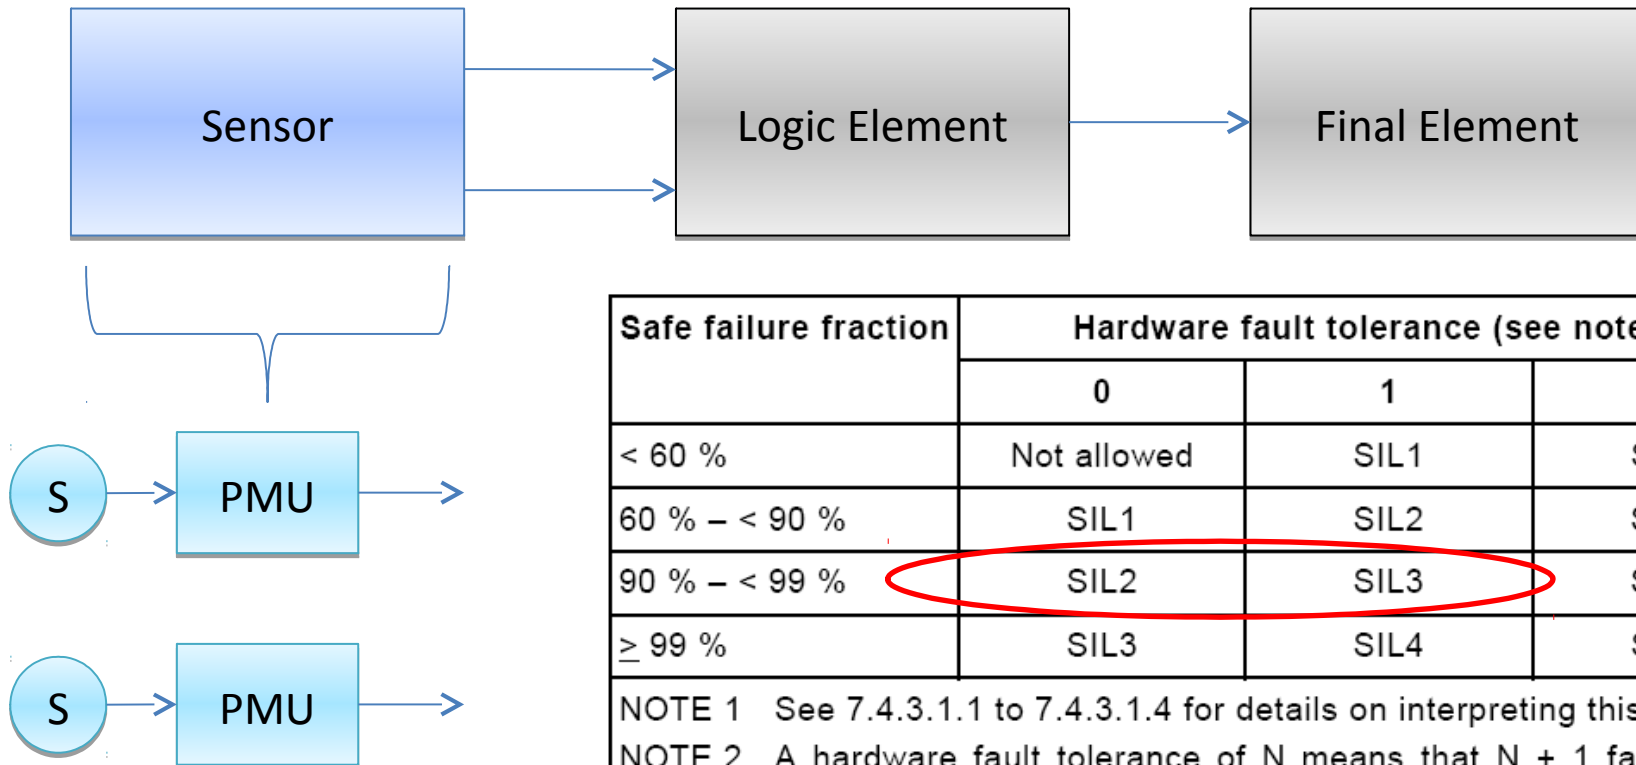 Sensor
Logic Element
Final Element
S
PMU
S
PMU
Safe failure fraction
Hardware fault tolerance (see note
0
1
< 60 %
Not allowed
SIL1
60 % – < 90 %
SIL1
SIL2
90 % – < 99 %
SIL2
SIL3
≥ 99 %
SIL3
SIL4
NOTE 1 See 7.4.3.1.1 to 7.4.3.1.4 for details on interpreting this
NOTE 2 A hardware fault tolerance of N means that N + 1